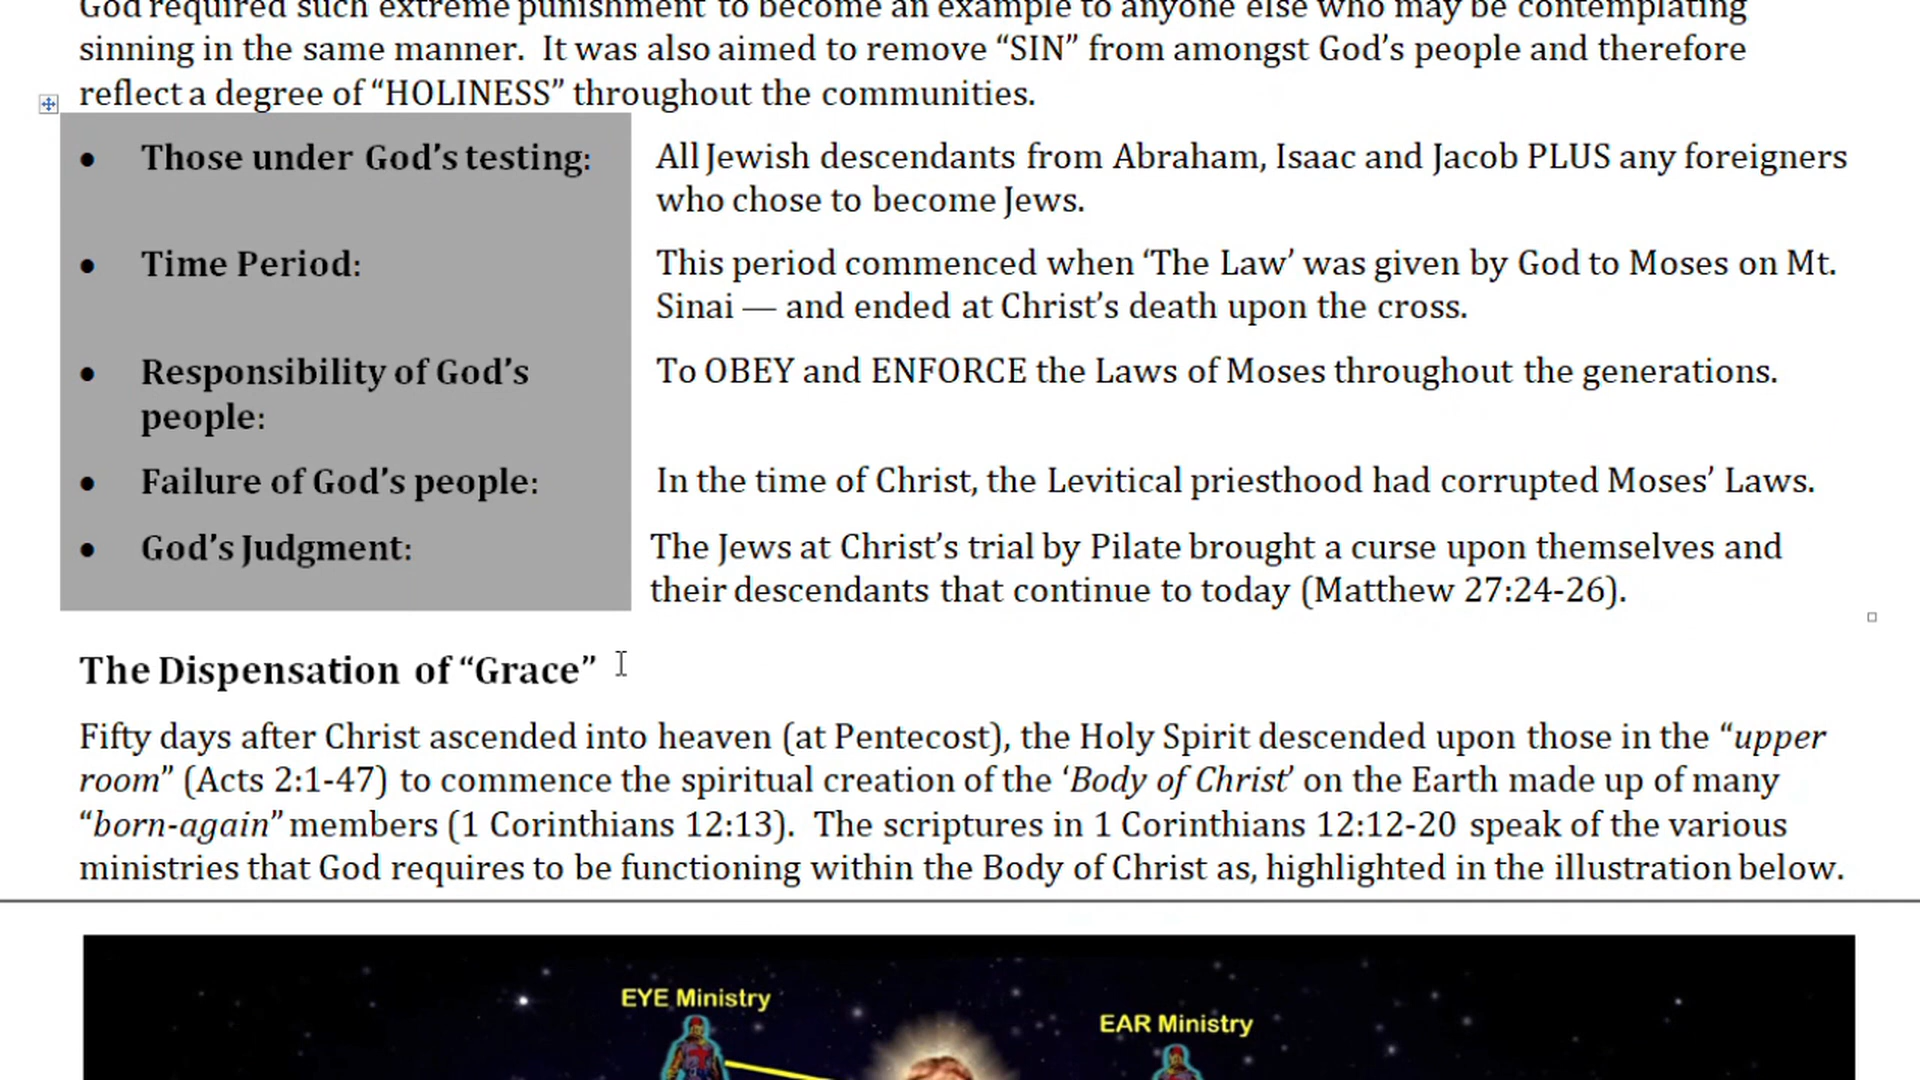 God required such extreme punishment to become an example to anyone else who may be contemplating
sinning in the same manner.  It was also aimed to remove “SIN” from amongst God’s people and therefore
reflect a degree of “HOLINESS” throughout the communities.
• Those under God’s testing:
All Jewish descendants from Abraham, Isaac and Jacob PLUS any foreigners
who chose to become Jews.
• Time Period:
This period commenced when ‘The Law’ was given by God to Moses on Mt.
Sinai — and ended at Christ’s death upon the cross.
• Responsibility of God’s
people:
To OBEY and ENFORCE the Laws of Moses throughout the generations.
• Failure of God’s people:
In the time of Christ, the Levitical priesthood had corrupted Moses’ Laws.
• God’s Judgment:
The Jews at Christ’s trial by Pilate brought a curse upon themselves and
their descendants that continue to today (Matthew 27:24-26).
The Dispensation of “Grace”
Fifty days after Christ ascended into heaven (at Pentecost), the Holy Spirit descended upon those in the “upper
room” (Acts 2:1-47) to commence the spiritual creation of the ‘Body of Christ’ on the Earth made up of many
“born-again” members (1 Corinthians 12:13).  The scriptures in 1 Corinthians 12:12-20 speak of the various
ministries that God requires to be functioning within the Body of Christ as, highlighted in the illustration below.
EYE Ministry
EAR Ministry